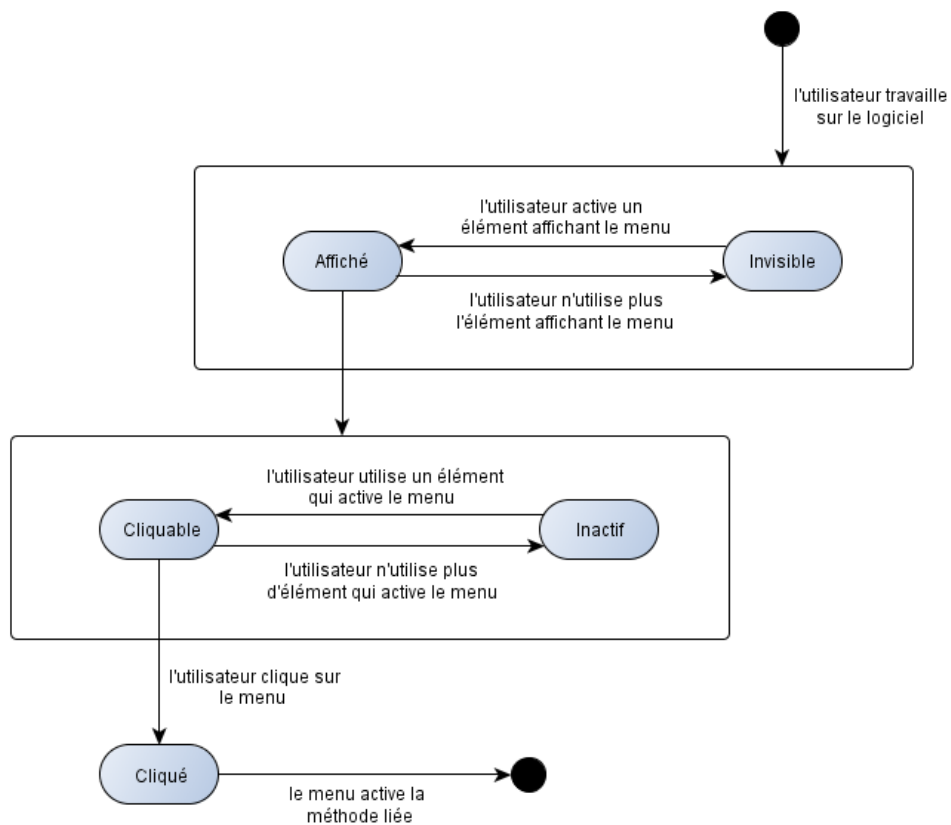 l'utilisateur travaille
sur le logiciel
l'utilisateur active un
élément affichant le menu
Affiché
Invisible
l'utilisateur n'utilise plus
l'élément affichant le menu
l'utilisateur utilise un élément
qui active le menu
Cliquable
Inactif
l'utilisateur n'utilise plus
d'élément qui active le menu
l'utilisateur clique sur
le menu
Cliqué
le menu active la
méthode liée